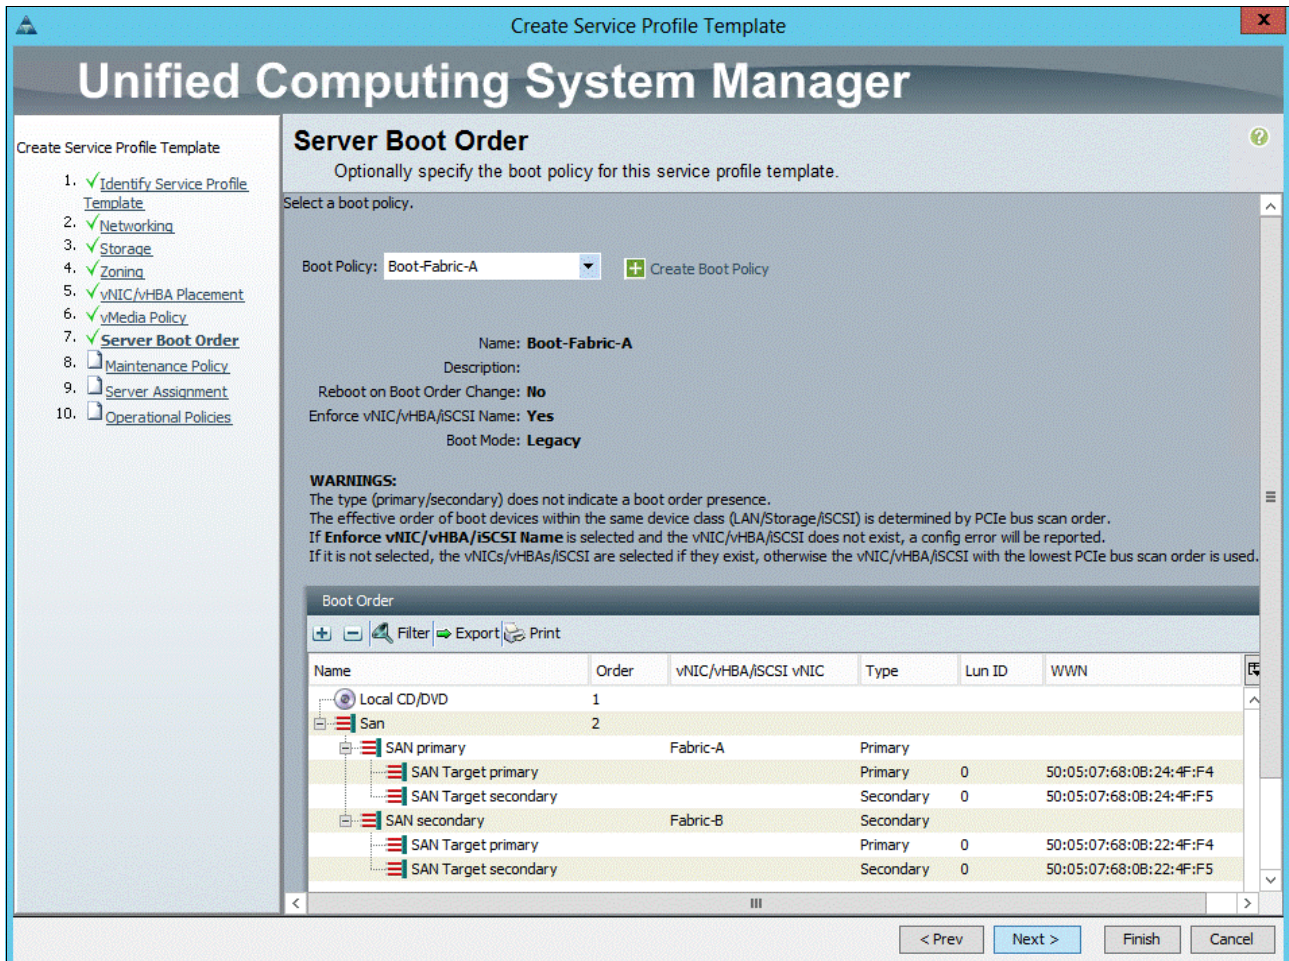 Create Service Profile Template
X
Unified Computing System Manager
Create Service Profile Template
1. Identify Service Profile
Template
2. Networking
3. Storage
4. Zoning
5. vNIC/vHBA Placement
6. vMedia Policy
7. Server Boot Order
8. Maintenance Policy
9. Server Assignment
10. Operational Policies
Server Boot Order
?
Optionally specify the boot policy for this service profile template.
Select a boot policy.
Boot Policy: Boot-Fabric-A Create Boot Policy
Name: Boot-Fabric-A
Description:
Reboot on Boot Order Change: No
Enforce vNIC/vHBA/iSCSI Name: Yes
Boot Mode: Legacy
WARNINGS:
The type (primary/secondary) does not indicate a boot order presence.
The effective order of boot devices within the same device class (LAN/Storage/iSCSI) is determined by PCIe bus scan order.
If Enforce vNIC/vHBA/iSCSI Name is selected and the vNIC/vHBA/iSCSI does not exist, a config error will be reported.
If it is not selected, the vNICs/vHBAs/iSCSI are selected if they exist, otherwise the vNIC/vHBA/iSCSI with the lowest PCIe bus scan order is used.
Boot Order
Filter Export Print
Name Order vNIC/vHBA/iSCSI vNIC Type Lun ID WWN
Local CD/DVD 1
San 2
SAN primary Fabric-A Primary
SAN Target primary Primary 0 50:05:07:68:0B:24:4F:F4
SAN Target secondary Secondary 0 50:05:07:68:0B:24:4F:F5
SAN secondary Fabric-B Secondary
SAN Target primary Primary 0 50:05:07:68:0B:22:4F:F4
SAN Target secondary Secondary 0 50:05:07:68:0B:22:4F:F5
< Prev Next > Finish Cancel